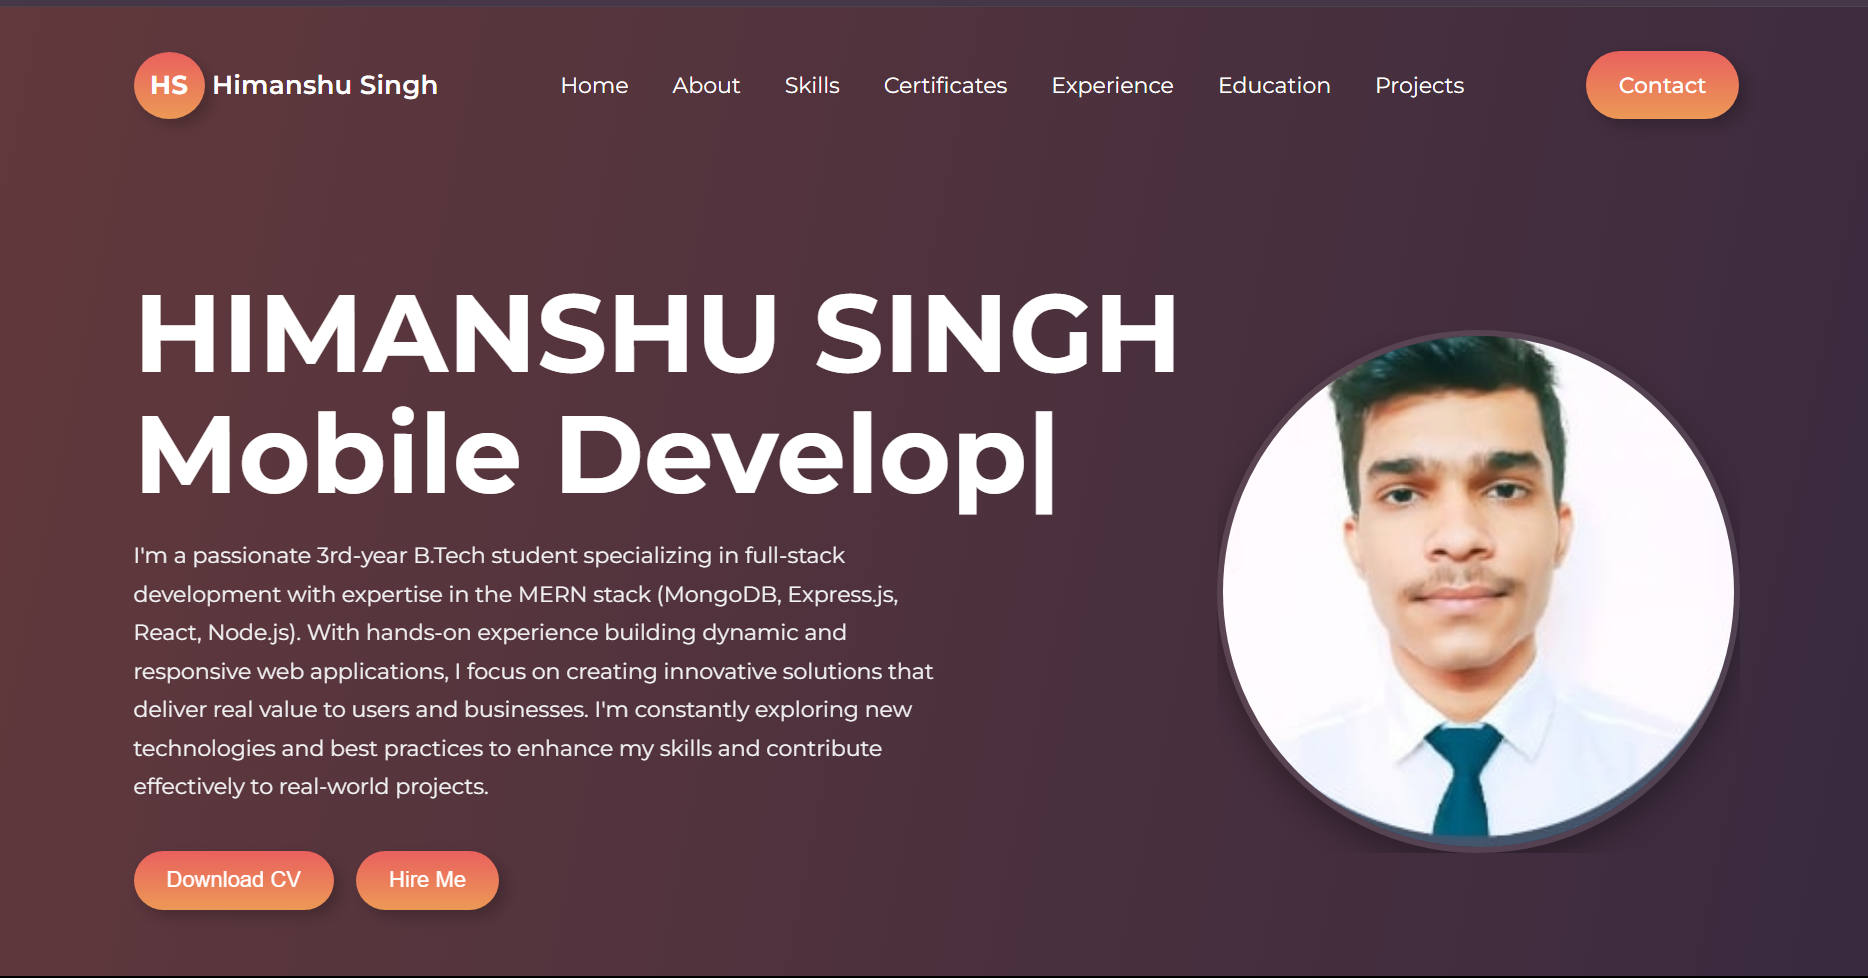 HS Himanshu Singh Home About Skills Certificates Experience Education Projects Contact
HIMANSHU SINGH
Mobile Develop|
I'm a passionate 3rd-year B.Tech student specializing in full-stack
development with expertise in the MERN stack (MongoDB, Express.js,
React, Node.js). With hands-on experience building dynamic and
responsive web applications, I focus on creating innovative solutions that
deliver real value to users and businesses. I'm constantly exploring new
technologies and best practices to enhance my skills and contribute
effectively to real-world projects.
Download CV Hire Me